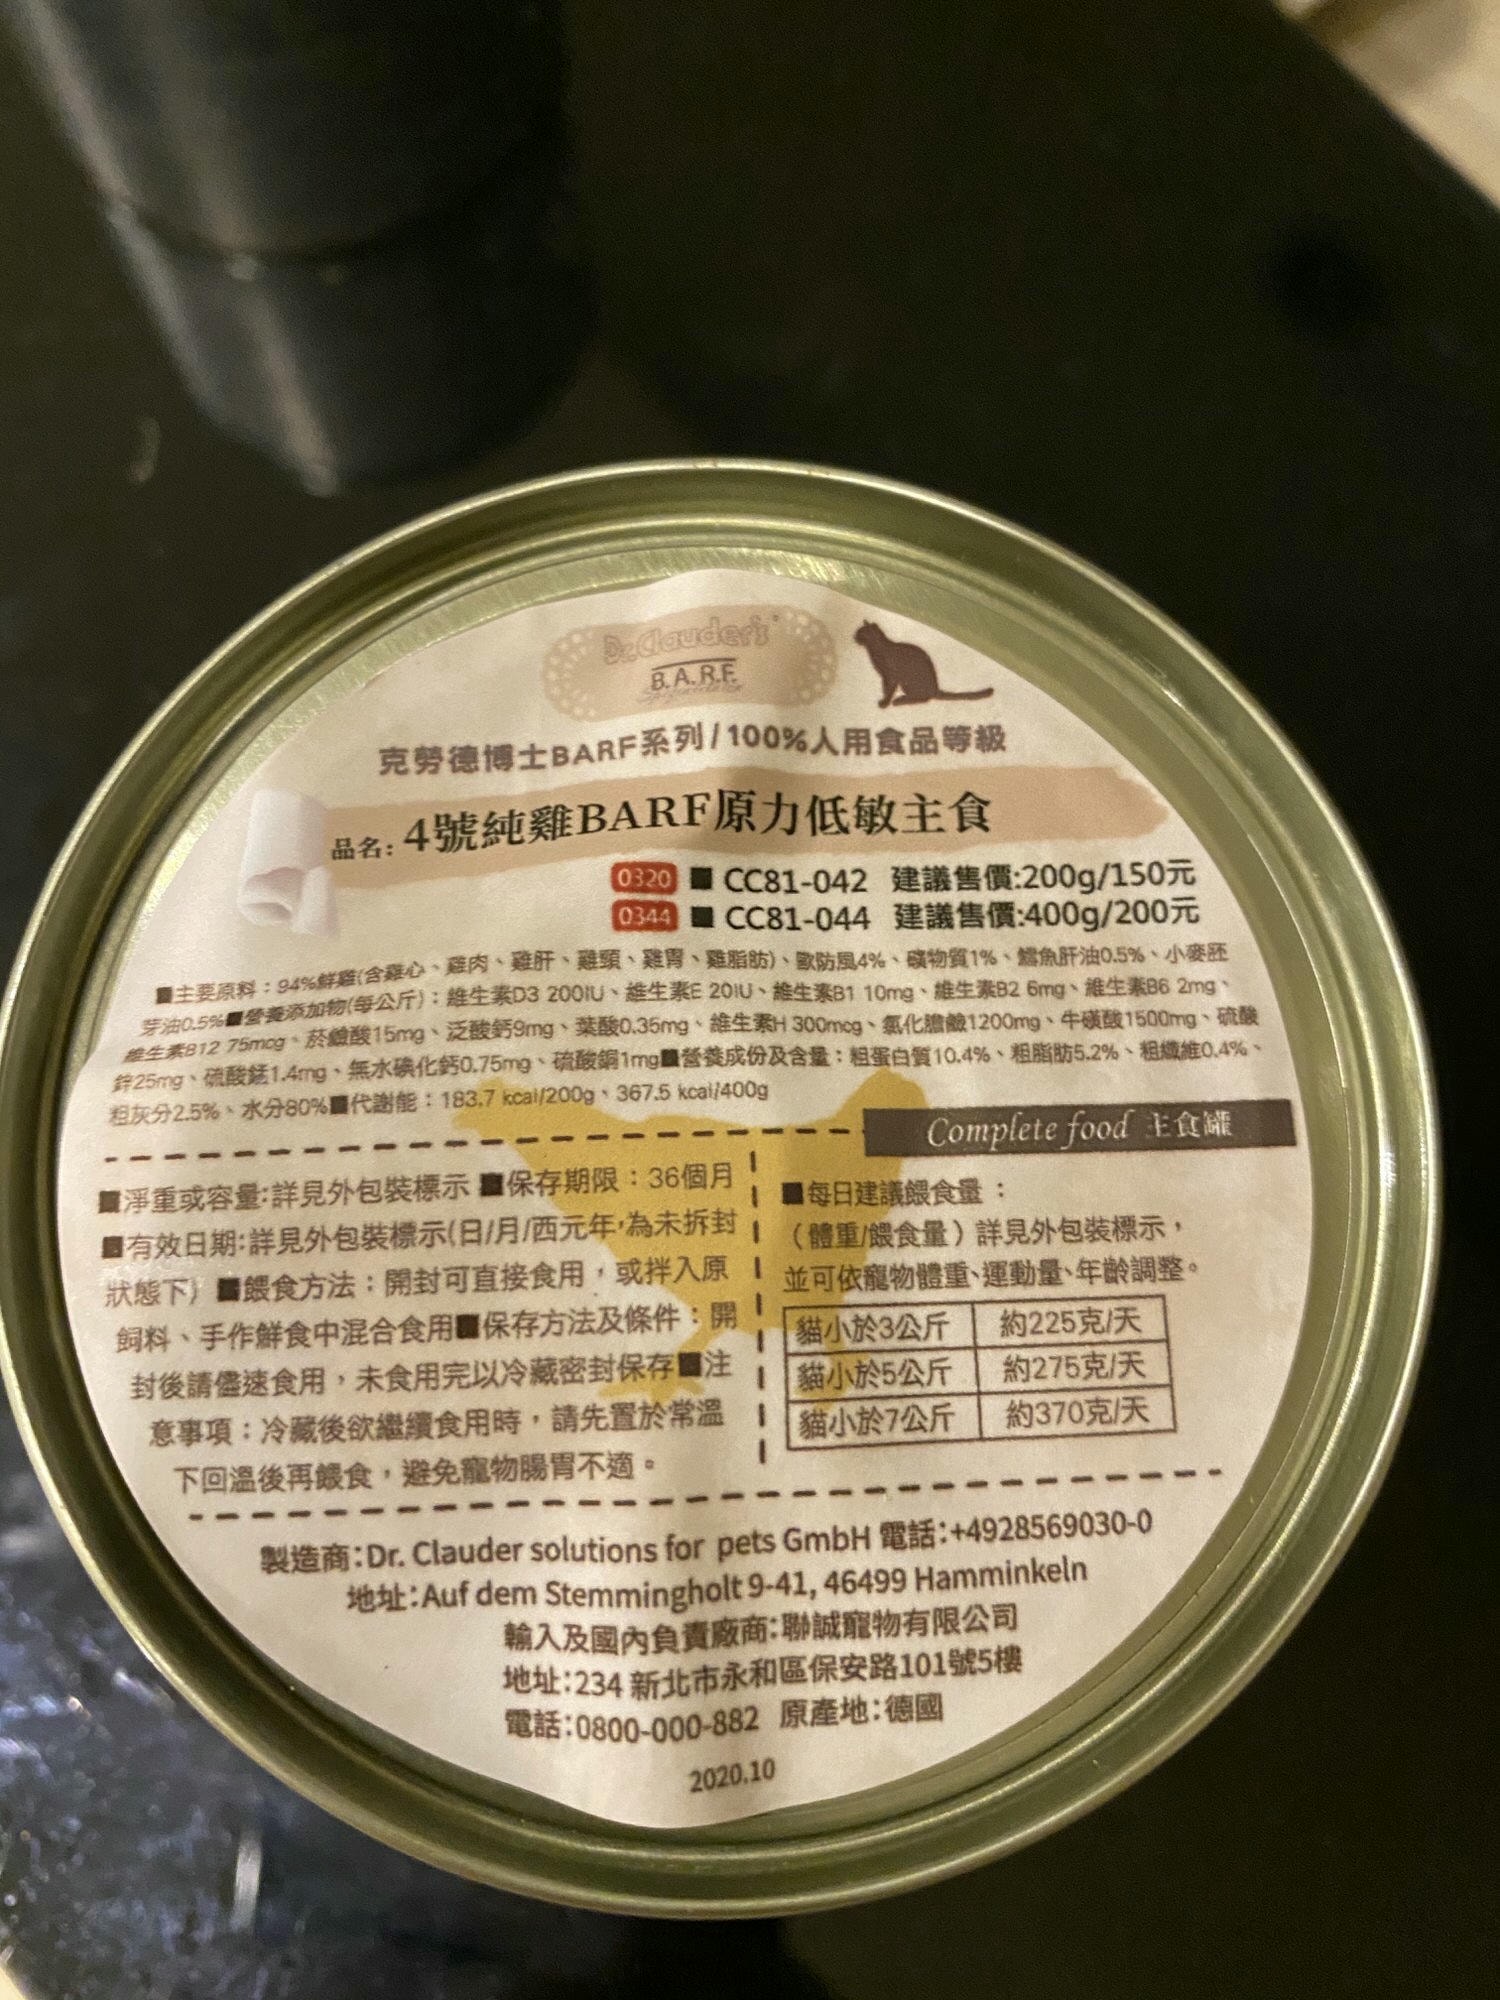 Dr.Clauder's
B.A.R.F.
克勞德博士BARF系列/100%人用食品等級
品名: 4號純雞BARF原力低敏主食
0320 ■ CC81-042 建議售價:200g/150元
0344 ■ CC81-044 建議售價:400g/200元
■主要原料：94%鮮雞(含雞心、雞肉、雞肝、雞頸、雞胃、雞脂肪)、歐防風4%、礦物質1%、鱈魚肝油0.5%、小麥胚
芽油0.5%■營養添加物(每公斤)：維生素D3 200IU、維生素E 20IU、維生素B1 10mg、維生素B2 6mg、維生素B6 2mg、
維生素B12 75mcg、菸鹼酸15mg、泛酸鈣9mg、葉酸0.35mg、維生素H 300mcg、氯化膽鹼1200mg、牛磺酸1500mg、硫酸
鋅25mg、硫酸錳1.4mg、無水碘化鈣0.75mg、硫酸銅1mg■營養成份及含量：粗蛋白質10.4%、粗脂肪5.2%、粗纖維0.4%、
粗灰分2.5%、水分80%■代謝能：183.7 kcal/200g、367.5 kcal/400g
Complete food 主食罐
■淨重或容量:詳見外包裝標示 ■保存期限：36個月
■有效日期:詳見外包裝標示(日/月/西元年,為未拆封
狀態下) ■餵食方法：開封可直接食用，或拌入原
飼料、手作鮮食中混合食用■保存方法及條件：開
封後請儘速食用，未食用完以冷藏密封保存■注
意事項：冷藏後欲繼續食用時，請先置於常溫
下回溫後再餵食，避免寵物腸胃不適。
■每日建議餵食量：
（體重/餵食量）詳見外包裝標示，
並可依寵物體重、運動量、年齡調整。
貓小於3公斤 約225克/天
貓小於5公斤 約275克/天
貓小於7公斤 約370克/天
製造商:Dr. Clauder solutions for pets GmbH 電話:+4928569030-0
地址:Auf dem Stemmingholt 9-41, 46499 Hamminkeln
輸入及國內負責廠商:聯誠寵物有限公司
地址:234 新北市永和區保安路101號5樓
電話:0800-000-882 原產地:德國
2020.10